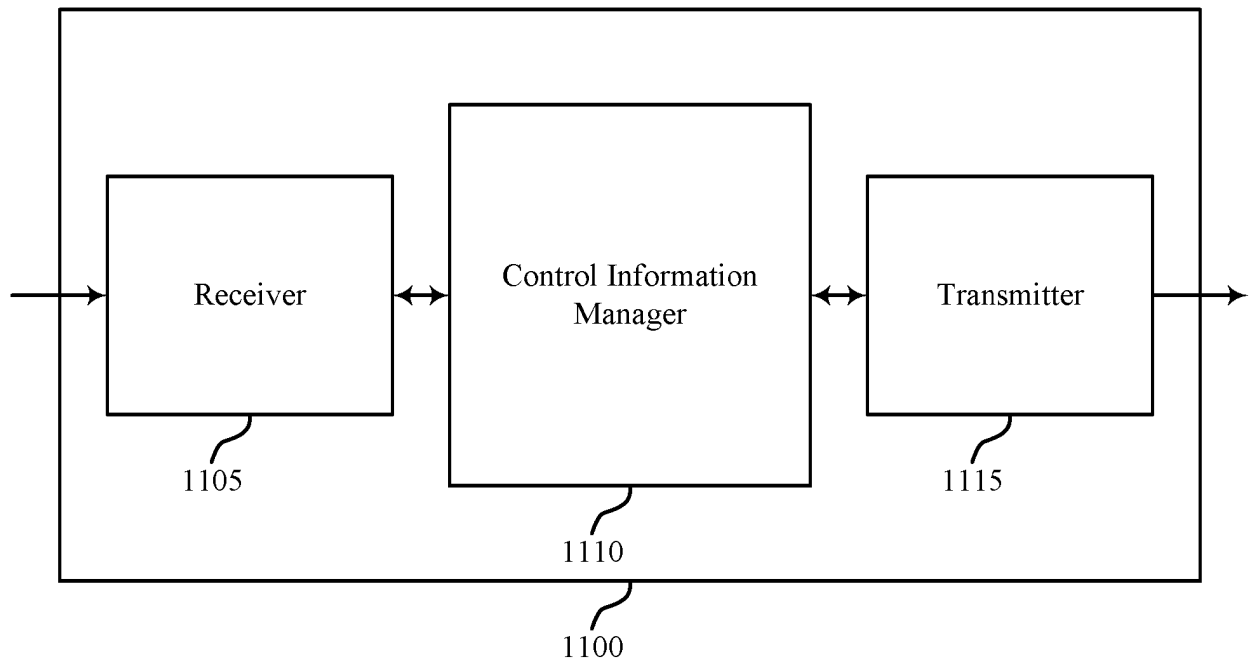 Receiver
Control Information
Manager
Transmitter
1105
1115
1110
1100